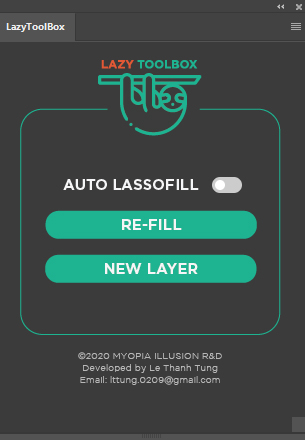 LazyToolBox
LAZY TOOLBOX
AUTO LASSOFILL
RE-FILL
NEW LAYER
©2020 MYOPIA ILLUSION R&D
Developed by Le Thanh Tung
Email: lttung.0209@gmail.com